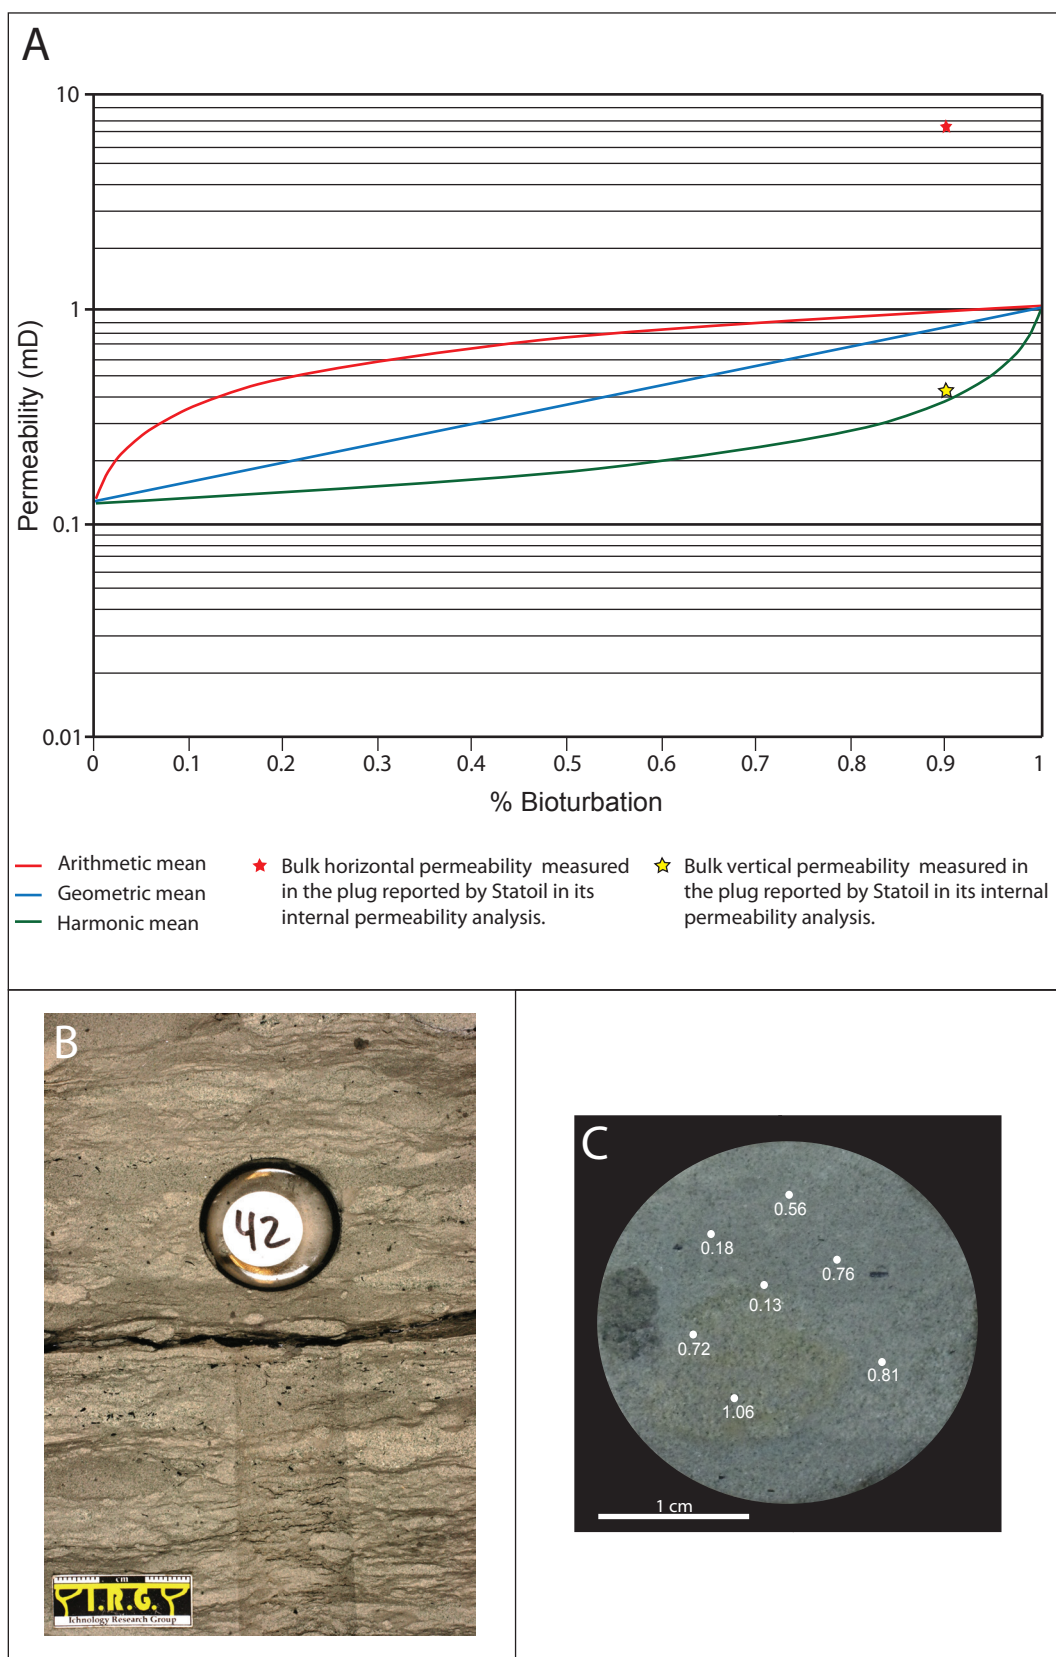 A
10
1
0.1
0.01
Permeability (mD)
0 0.1 0.2 0.3 0.4 0.5 0.6 0.7 0.8 0.9 1
% Bioturbation
Arithmetic mean
Geometric mean
Harmonic mean
Bulk horizontal permeability measured
in the plug reported by Statoil in its
internal permeability analysis.
Bulk vertical permeability measured in
the plug reported by Statoil in its internal
permeability analysis.
B
42
cm
I.R.G.
Ichnology Research Group
C
0.56
0.18
0.76
0.13
0.72
0.81
1.06
1 cm